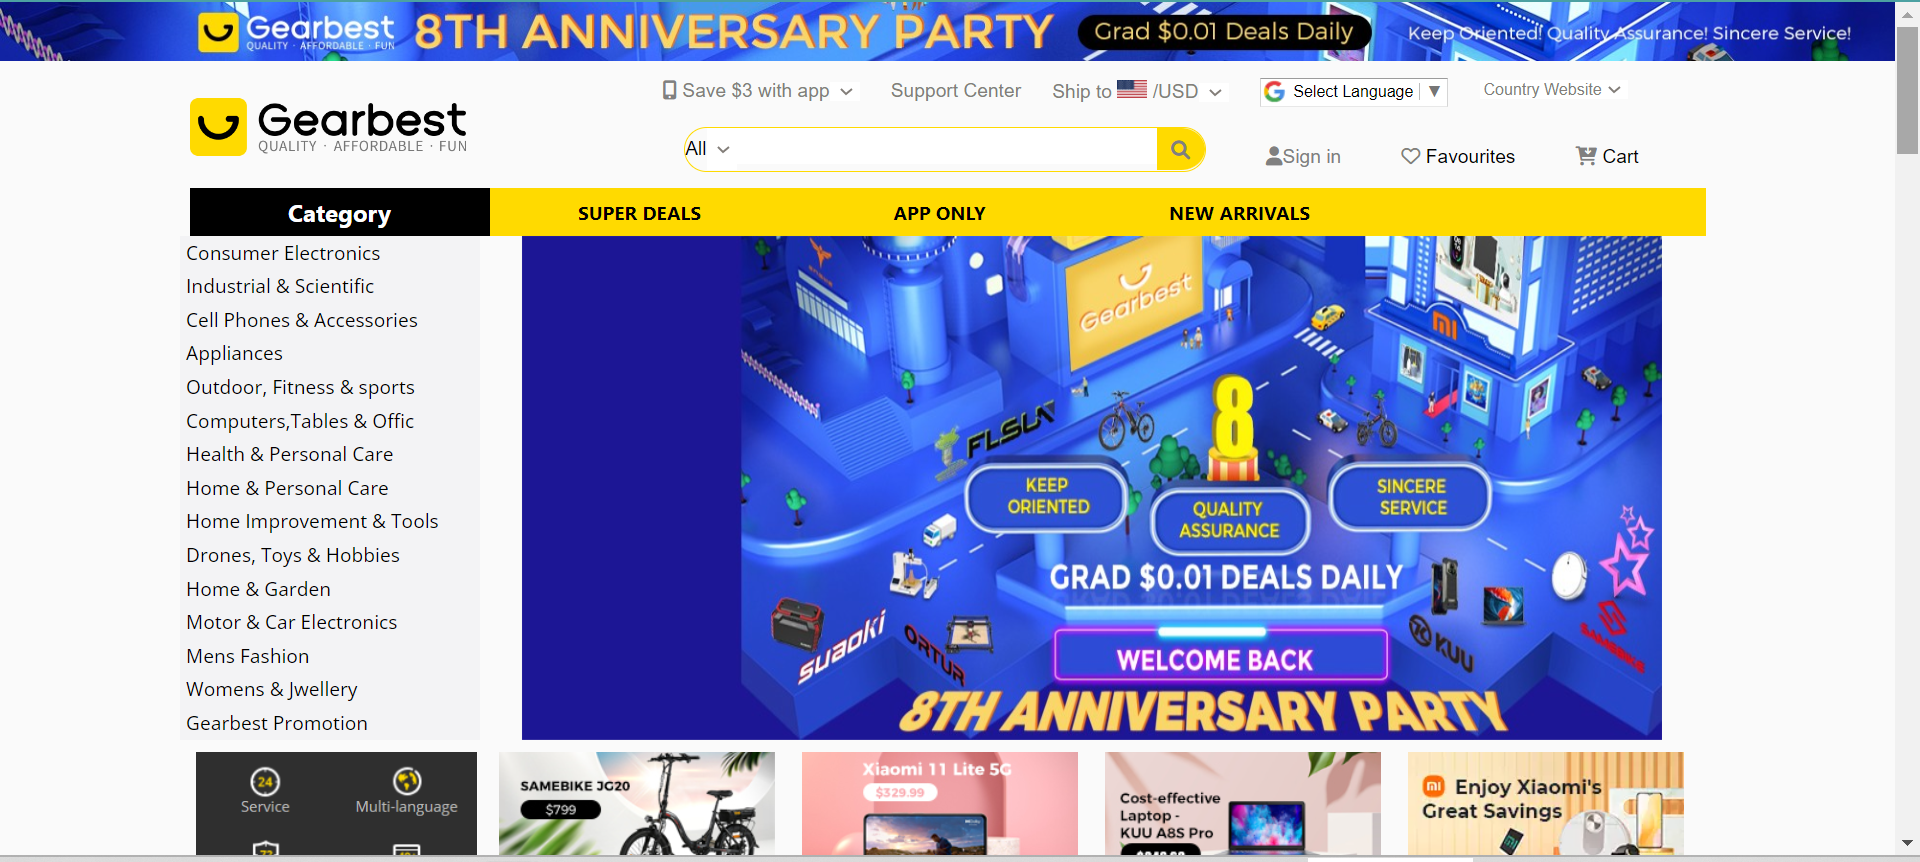 Gearbest
QUALITY · AFFORDABLE · FUN
8TH ANNIVERSARY PARTY
Grad $0.01 Deals Daily
Keep Oriented! Quality Assurance! Sincere Service!
Save $3 with app
Support Center
Ship to /USD
Select Language ▼
Country Website
Gearbest
QUALITY · AFFORDABLE · FUN
All
Sign in
Favourites
Cart
Category
SUPER DEALS
APP ONLY
NEW ARRIVALS
Consumer Electronics
Industrial & Scientific
Cell Phones & Accessories
Appliances
Outdoor, Fitness & sports
Computers,Tables & Offic
Health & Personal Care
Home & Personal Care
Home Improvement & Tools
Drones, Toys & Hobbies
Home & Garden
Motor & Car Electronics
Mens Fashion
Womens & Jwellery
Gearbest Promotion
Gearbest
FLSUN
8
KEEP
ORIENTED
QUALITY
ASSURANCE
SINCERE
SERVICE
GRAD $0.01 DEALS DAILY
suaoki
ORTUR
KUU
SAMEBIKE
WELCOME BACK
8TH ANNIVERSARY PARTY
24
Service
Multi-language
SAMEBIKE JG20
$799
Xiaomi 11 Lite 5G
$329.99
Cost-effective
Laptop -
KUU A8S Pro
Enjoy Xiaomi's
Great Savings